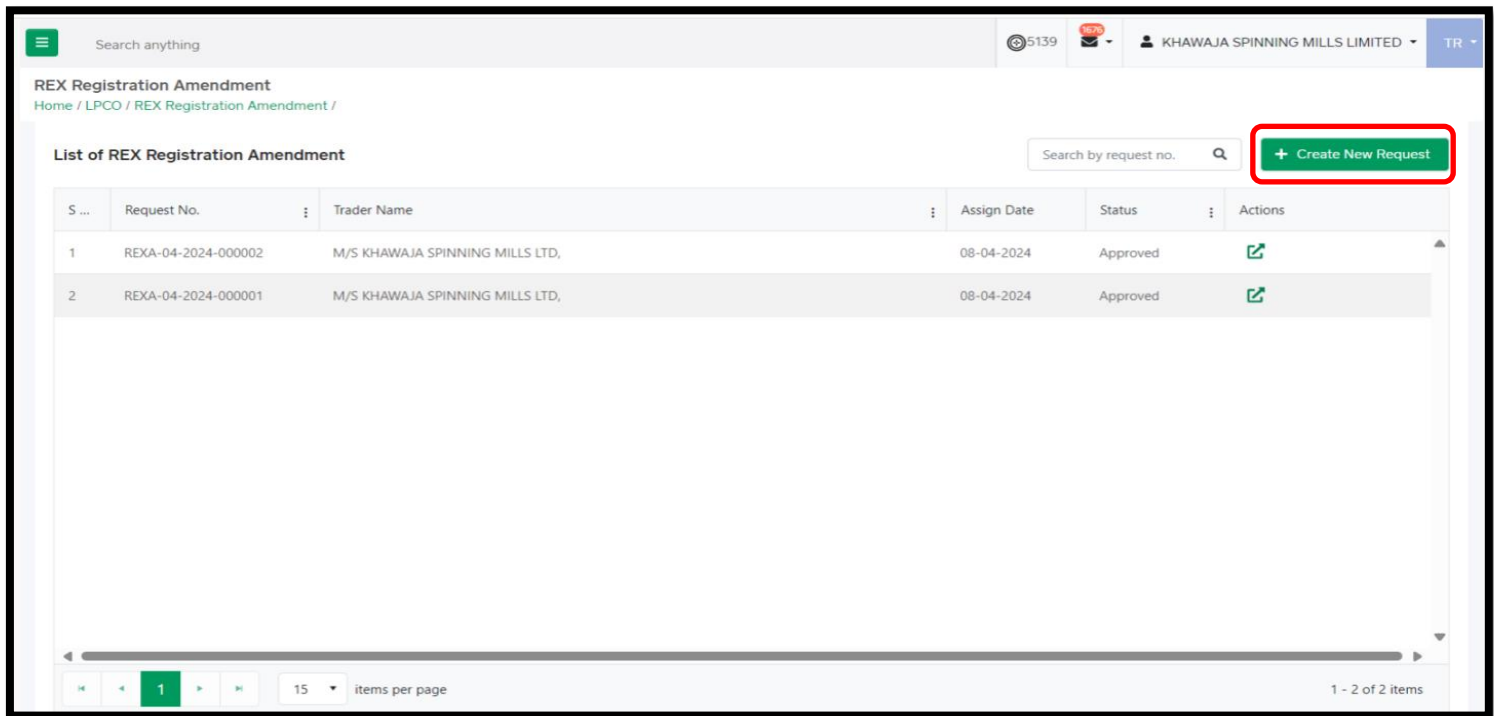 Search anything
5139
1676
KHAWAJA SPINNING MILLS LIMITED
TR
REX Registration Amendment
Home / LPCO / REX Registration Amendment /
List of REX Registration Amendment
Search by request no.
+ Create New Request
S ... Request No. Trader Name Assign Date Status Actions
1 REXA-04-2024-000002 M/S KHAWAJA SPINNING MILLS LTD, 08-04-2024 Approved
2 REXA-04-2024-000001 M/S KHAWAJA SPINNING MILLS LTD, 08-04-2024 Approved
1 15 items per page 1 - 2 of 2 items